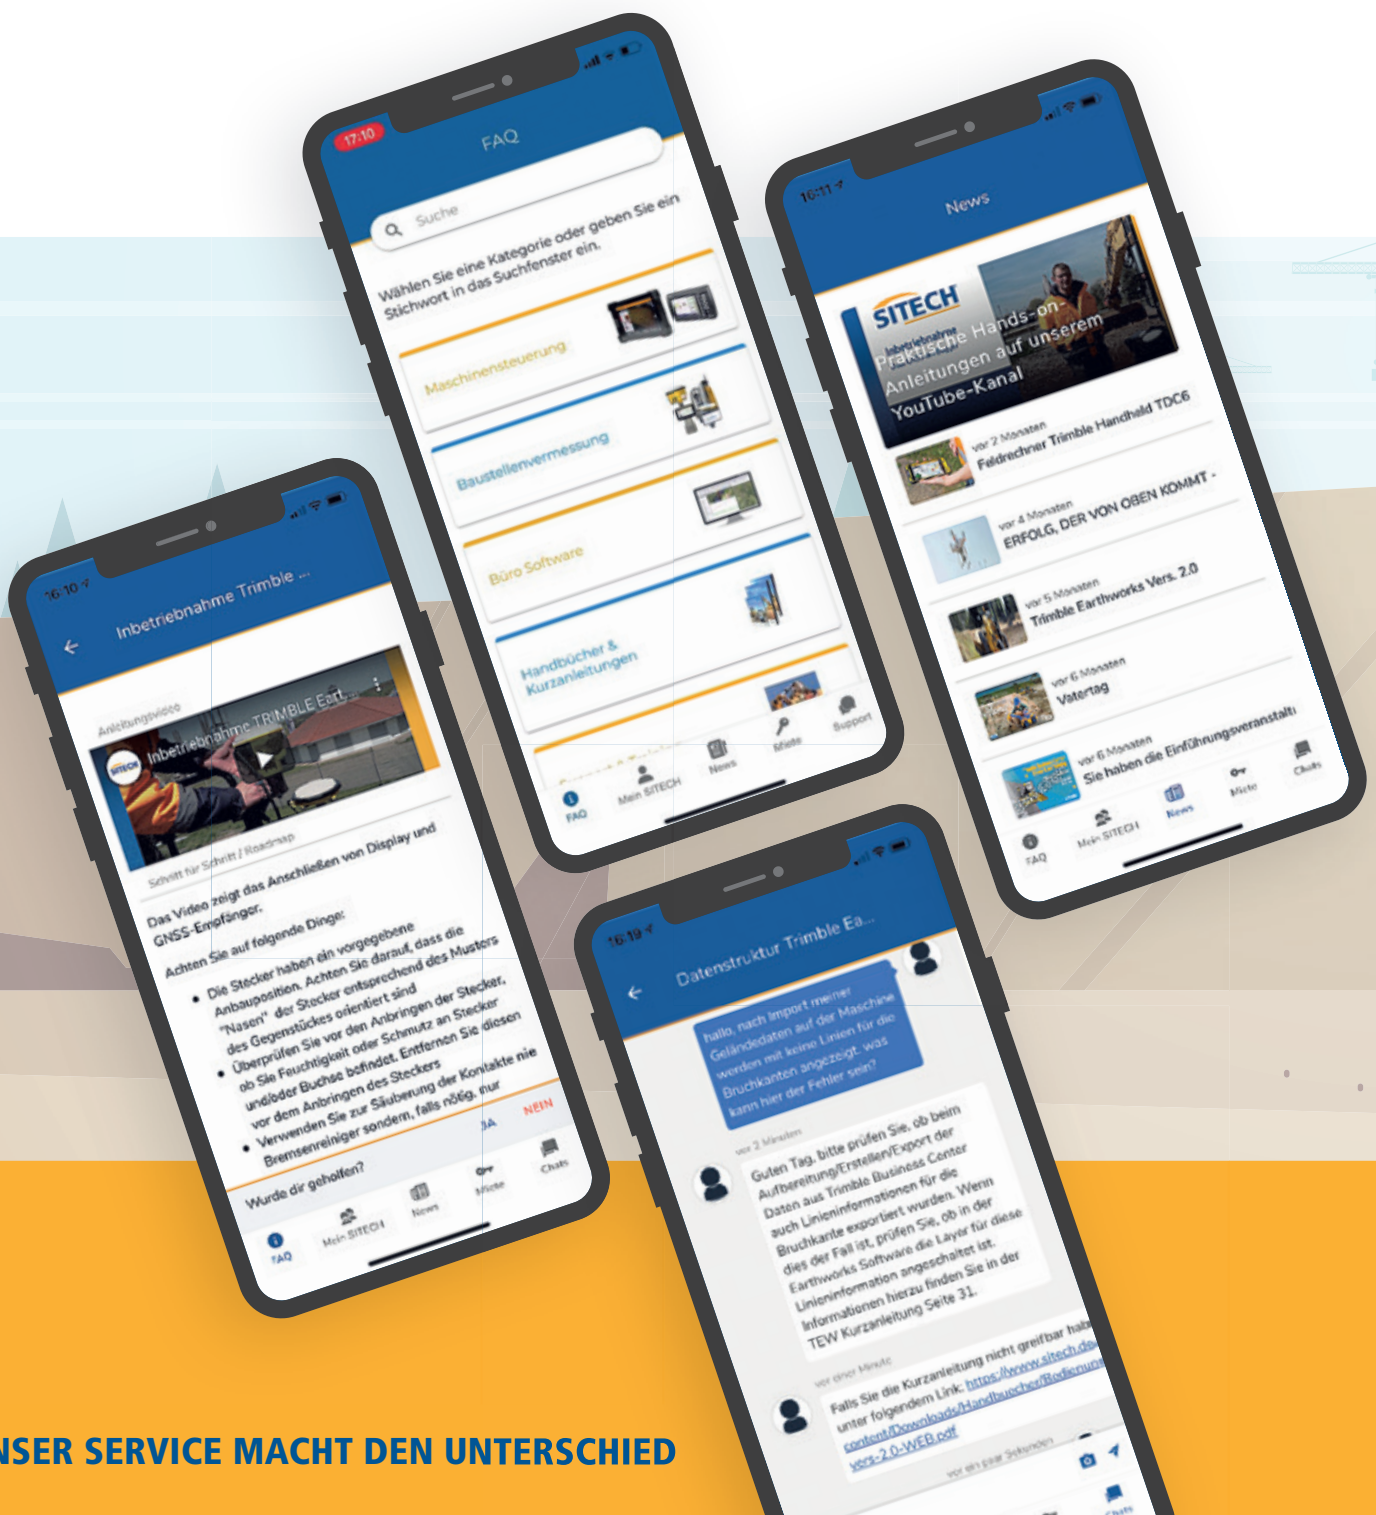 17:10
FAQ
Suche
Wählen Sie eine Kategorie oder geben Sie ein
Stichwort in das Suchfenster ein.
Maschinensteuerung
Baustellenvermessung
Büro Software
Handbücher &
Kurzanleitungen
FAQ
Mein SITECH
News
Miete
Support
16:11
News
SITECH
Inbetriebnahme
Praktische Hands-on-
Anleitungen auf unserem
YouTube-Kanal
vor 2 Monaten
Feldrechner Trimble Handheld TDC6
vor 4 Monaten
ERFOLG, DER VON OBEN KOMMT -
vor 5 Monaten
Trimble Earthworks Vers. 2.0
vor 6 Monaten
Vatertag
vor 6 Monaten
Sie haben die Einführungsveranstaltu
FAQ
Mein SITECH
News
Miete
Chats
16:10
Inbetriebnahme Trimble ...
Anleitungsvideo
SITECH
Inbetriebnahme TRIMBLE Eart...
Schritt für Schritt / Roadmap
Das Video zeigt das Anschließen von Display und
GNSS-Empfänger.
Achten Sie auf folgende Dinge:
• Die Stecker haben ein vorgegebene
Anbauposition. Achten Sie darauf, dass die
"Nasen" der Stecker entsprechend des Musters
des Gegenstückes orientiert sind
• Überprüfen Sie vor den Anbringen der Stecker,
ob Sie Feuchtigkeit oder Schmutz an Stecker
und/oder Buchse befindet. Entfernen Sie diesen
vor dem Anbringen des Steckers
• Verwenden Sie zur Säuberung der Kontakte nie
Bremsenreiniger sondern, falls nötig, nur
Wurde dir geholfen?
JA
NEIN
FAQ
Mein SITECH
News
Miete
Chats
16:19
Datenstruktur Trimble Ea...
hallo, nach Import meiner
Geländedaten auf der Maschine
werden mit keine Linien für die
Bruchkanten angezeigt. was
kann hier der Fehler sein?
vor 2 Minuten
Guten Tag, bitte prüfen Sie, ob beim
Aufbereitung/Erstellen/Export der
Daten aus Trimble Business Center
auch Linieninformationen für die
Bruchkante exportiert wurden. Wenn
dies der Fall ist, prüfen Sie, ob in der
Earthworks Software die Layer für diese
Linieninformation angeschaltet ist.
Informationen hierzu finden Sie in der
TEW Kurzanleitung Seite 31.
vor einer Minute
Falls Sie die Kurzanleitung nicht greifbar hab
unter folgendem Link: https://www.sitech.de
content/Downloads/Handbuecher/Bedienung
vers-2.0-WEB.pdf
vor ein paar Sekunden
Chats
NSER SERVICE MACHT DEN UNTERSCHIED